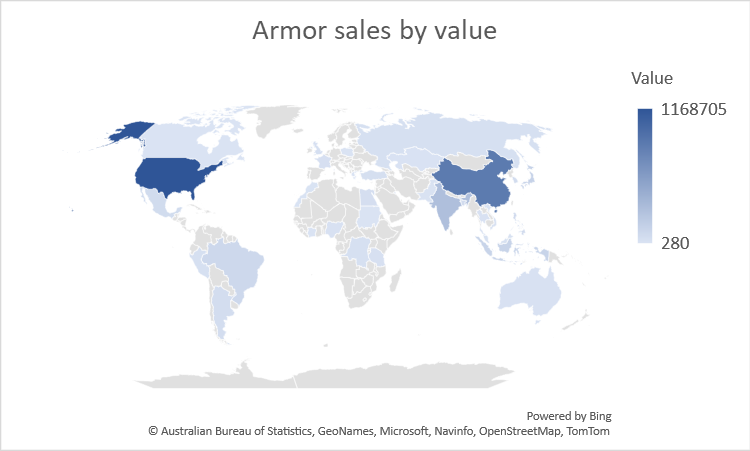 Armor sales by value
Value
1168705
280
Powered by Bing
© Australian Bureau of Statistics, GeoNames, Microsoft, Navinfo, OpenStreetMap, TomTom